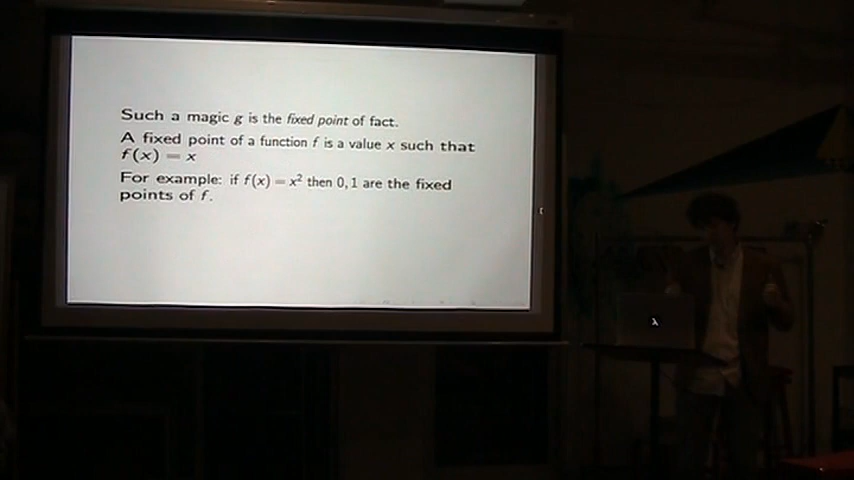 Such a magic g is the fixed point of fact.
A fixed point of a function f is a value x such that
f(x) = x
For example: if f(x) = x² then 0, 1 are the fixed
points of f.
λ